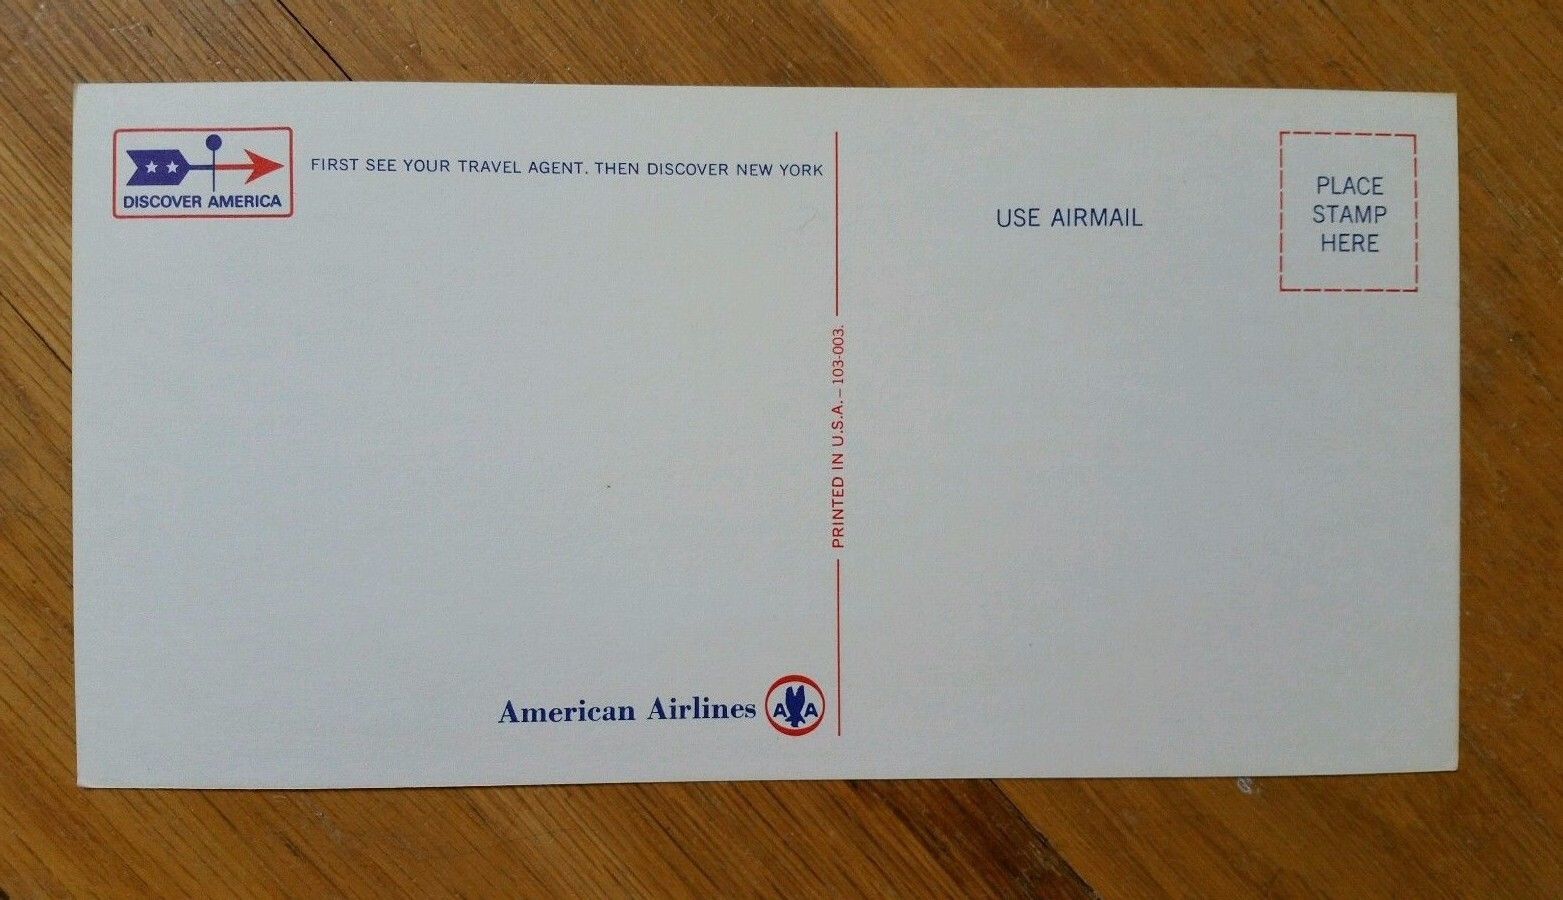 DISCOVER AMERICA
FIRST SEE YOUR TRAVEL AGENT. THEN DISCOVER NEW YORK
American Airlines AA
PRINTED IN U.S.A. – 103-003.
USE AIRMAIL
PLACE
STAMP
HERE